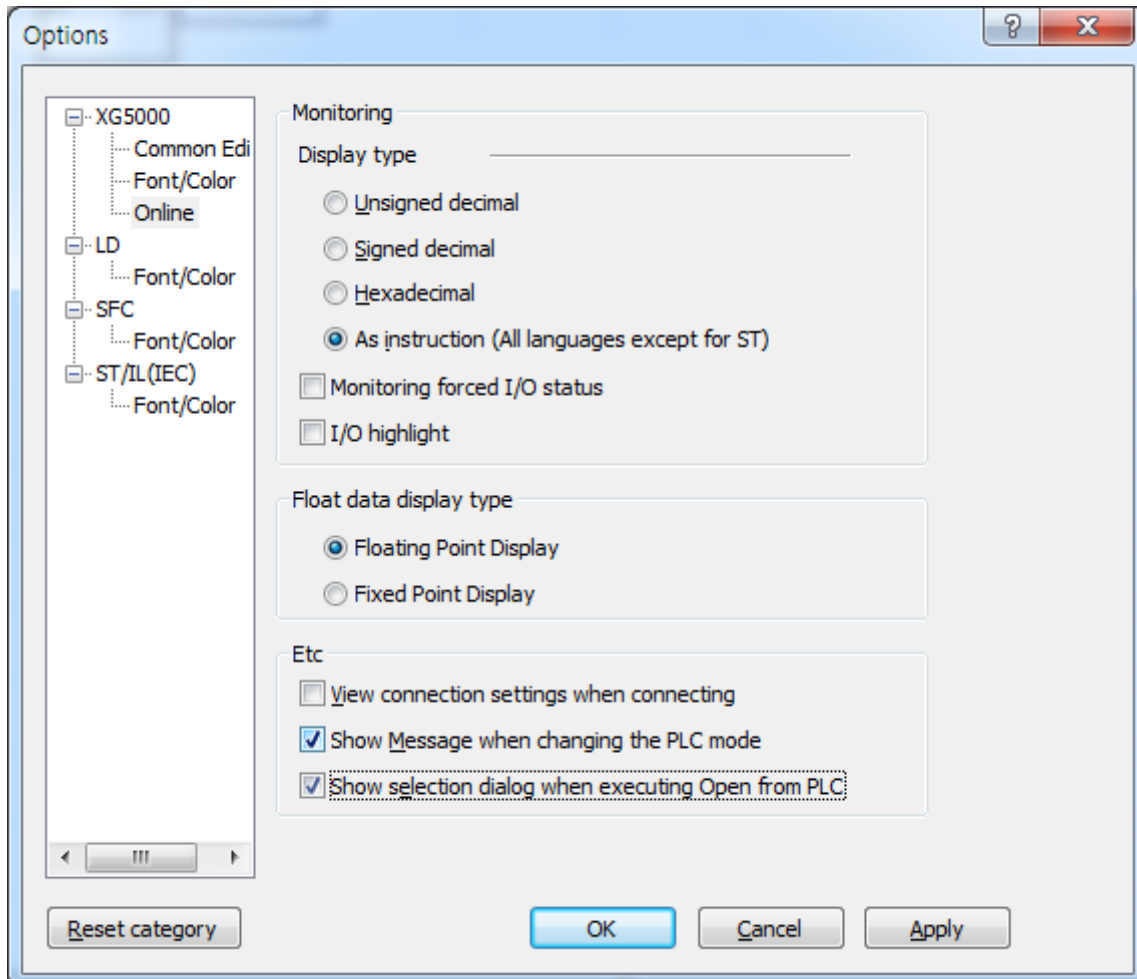 Options
XG5000
Common Edi
Font/Color
Online
LD
Font/Color
SFC
Font/Color
ST/IL(IEC)
Font/Color
Monitoring
Display type
Unsigned decimal
Signed decimal
Hexadecimal
As instruction (All languages except for ST)
Monitoring forced I/O status
I/O highlight
Float data display type
Floating Point Display
Fixed Point Display
Etc
View connection settings when connecting
Show Message when changing the PLC mode
Show selection dialog when executing Open from PLC
Reset category
OK
Cancel
Apply